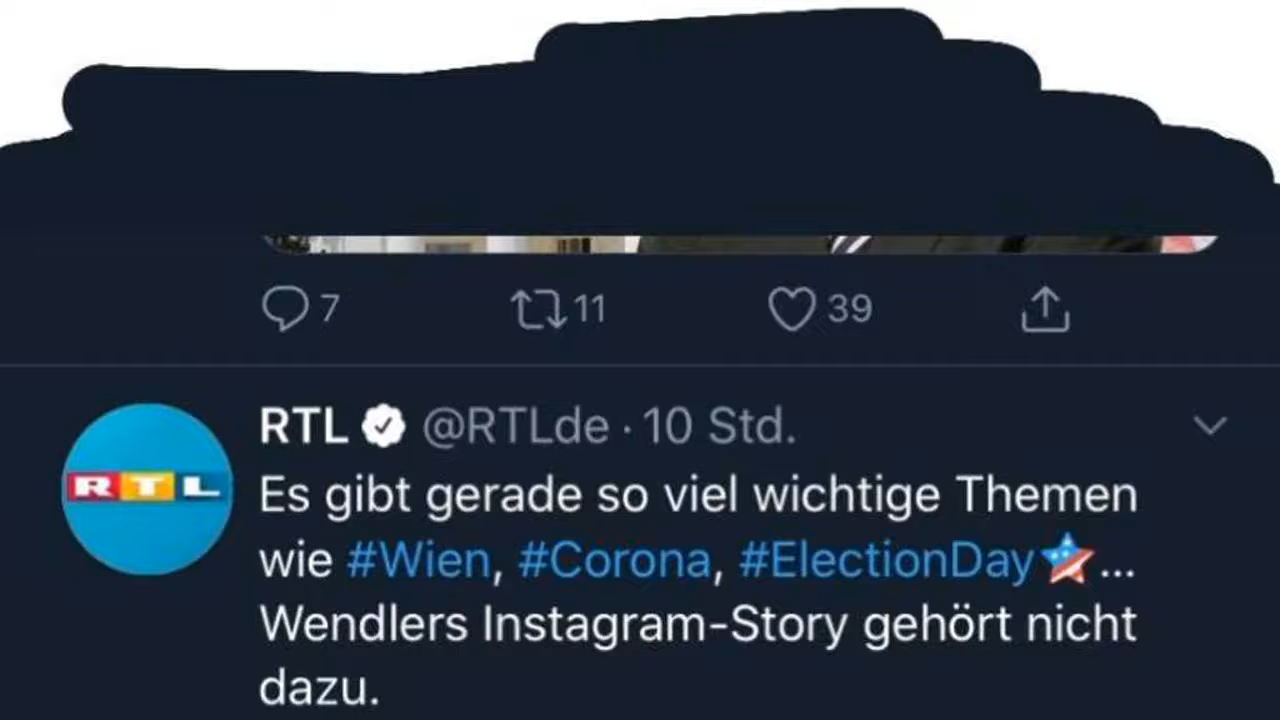 7 11 39
RTL @RTLde · 10 Std.
RTL
Es gibt gerade so viel wichtige Themen
wie #Wien, #Corona, #ElectionDay...
Wendlers Instagram-Story gehört nicht
dazu.